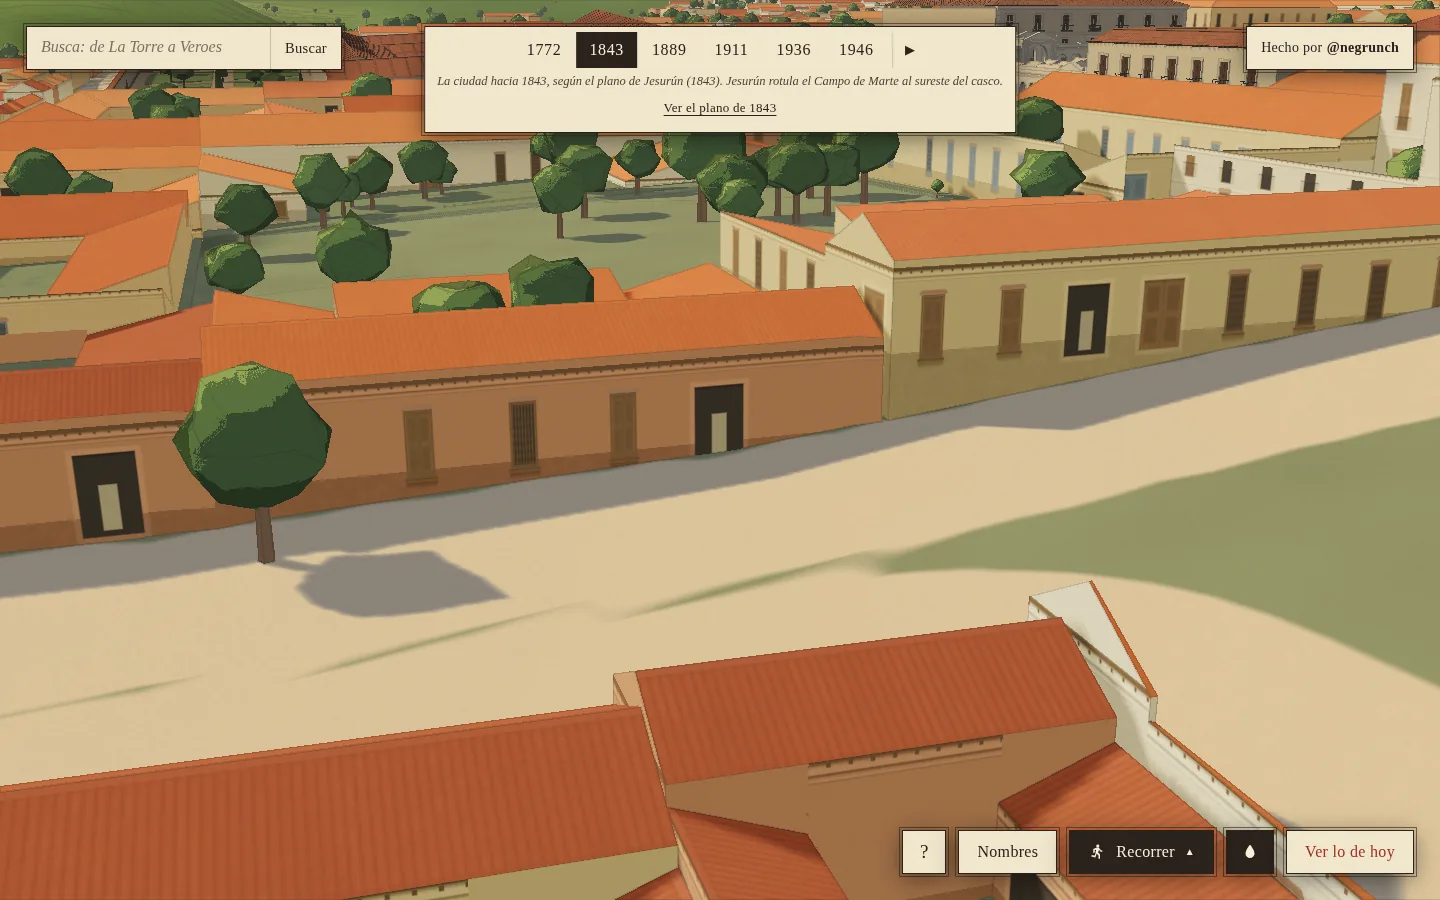 Busca: de La Torre a Veroes
Buscar
1772 1843 1889 1911 1936 1946 ▶
La ciudad hacia 1843, según el plano de Jesurún (1843). Jesurún rotula el Campo de Marte al sureste del casco.
Ver el plano de 1843
Hecho por @negrunch
? Nombres Recorrer ▲ Ver lo de hoy